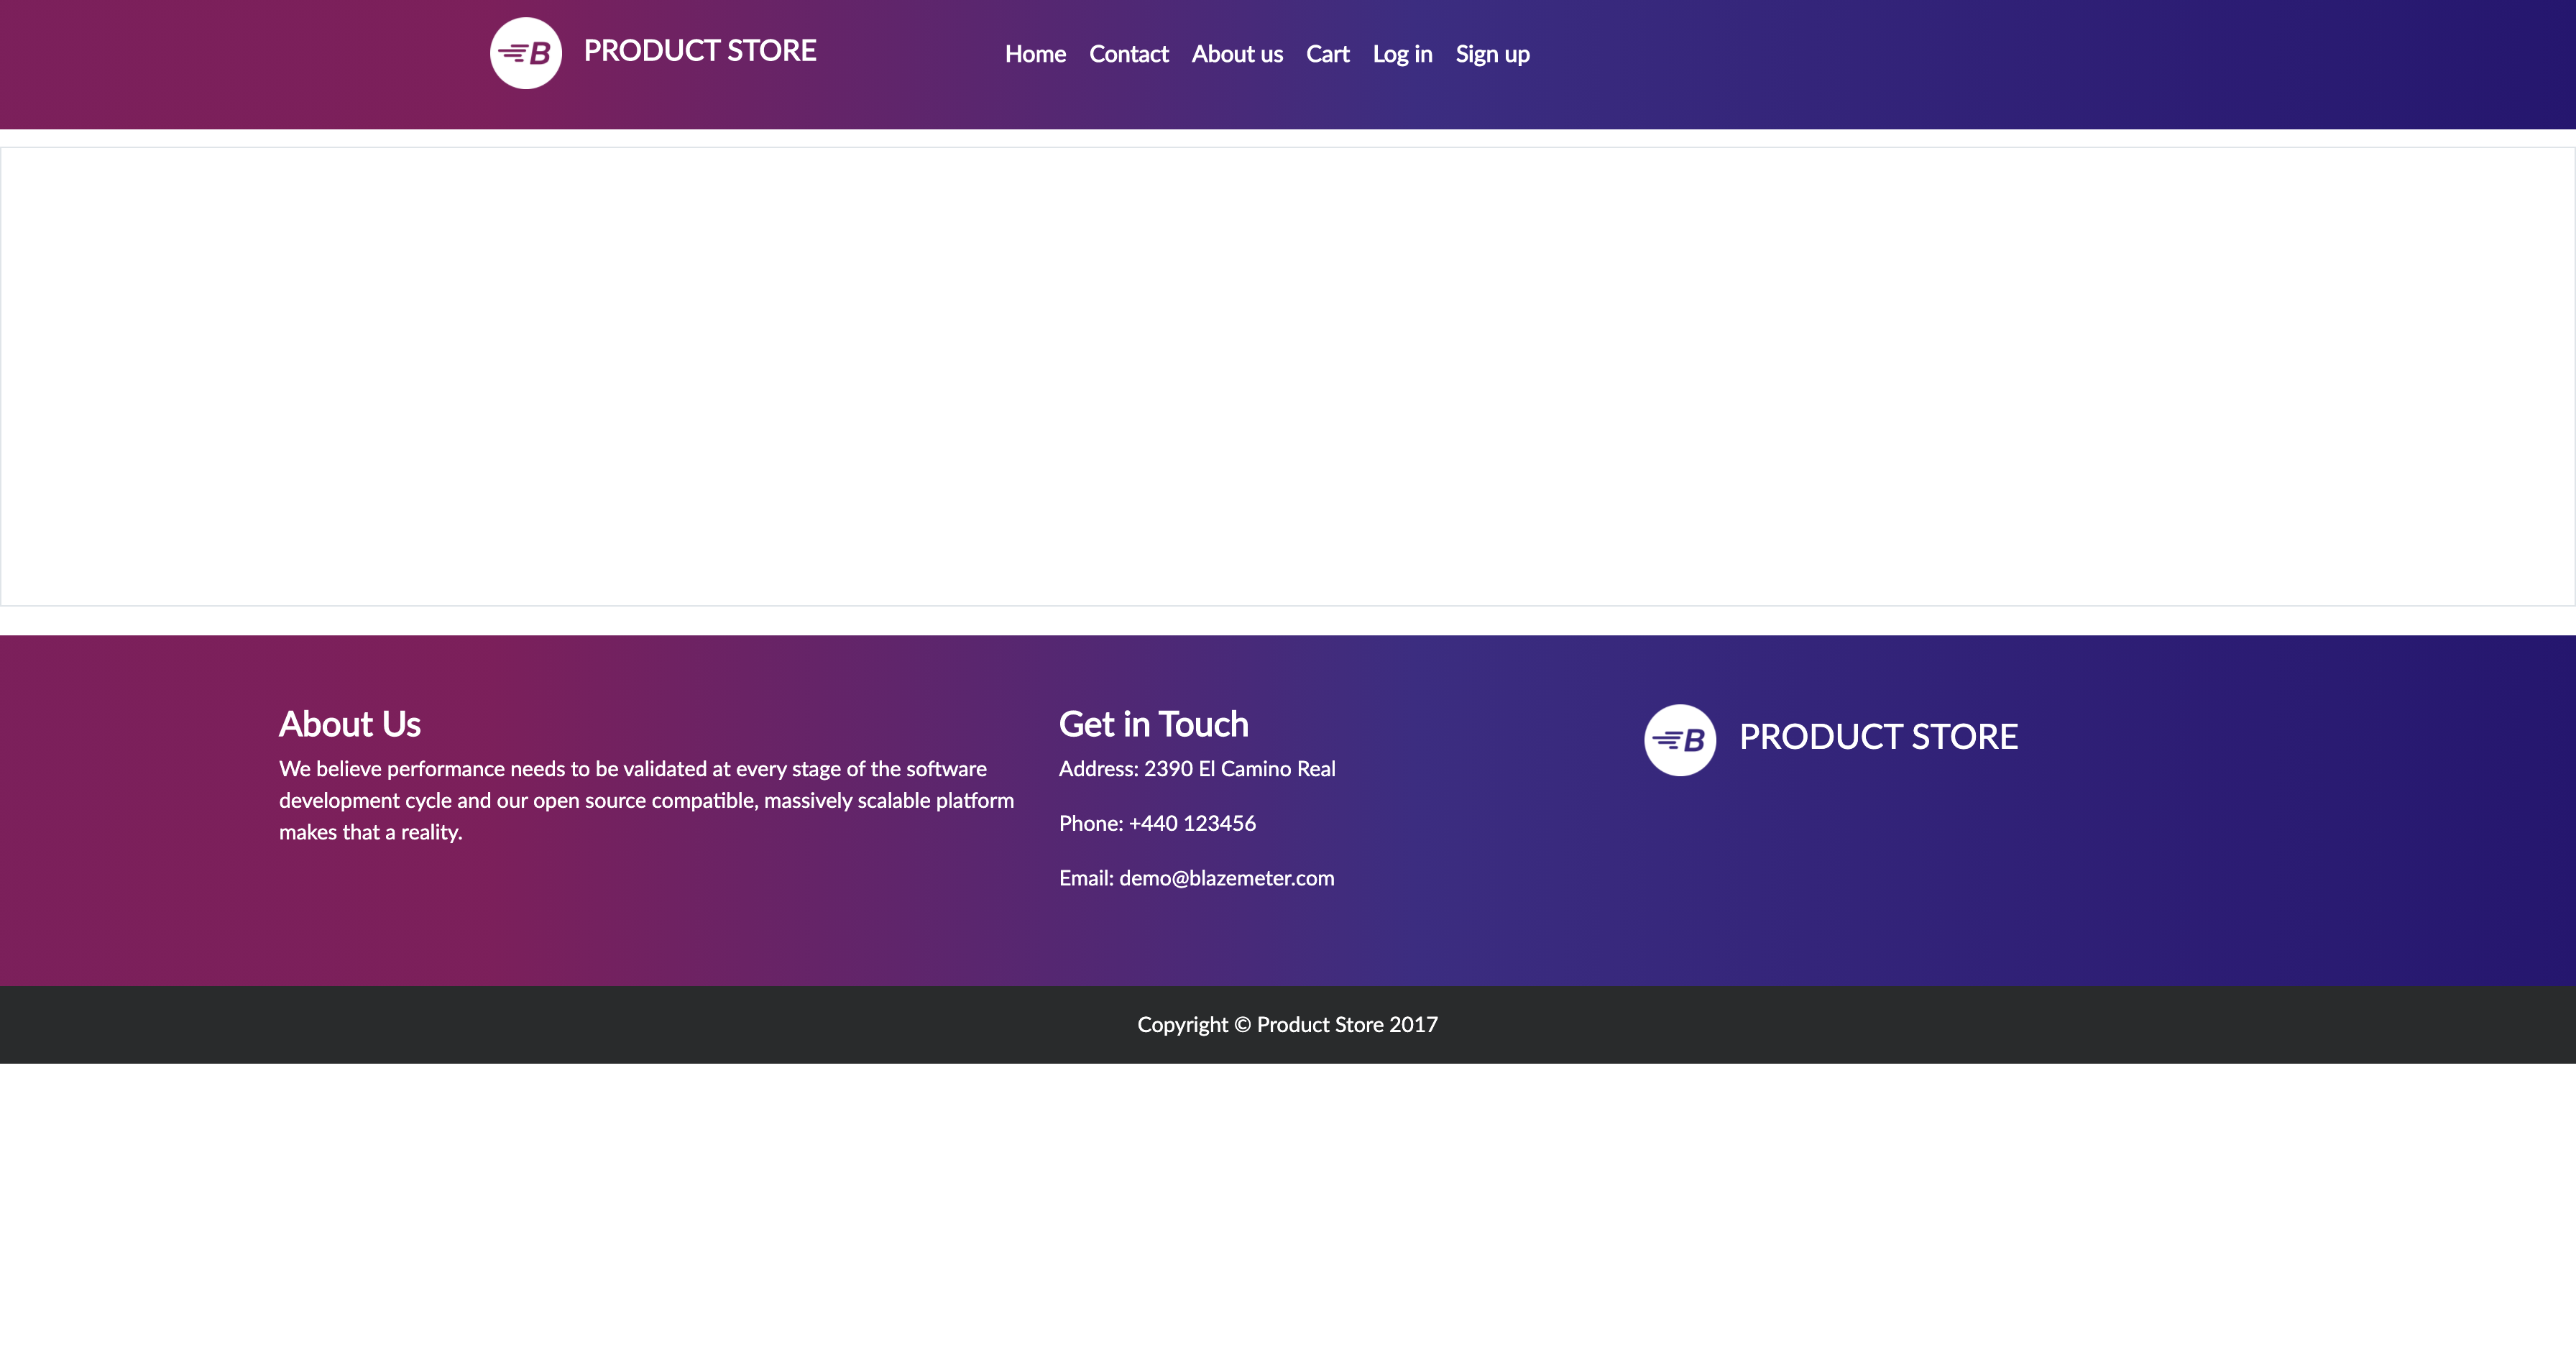 B PRODUCT STORE
Home Contact About us Cart Log in Sign up
About Us
We believe performance needs to be validated at every stage of the software
development cycle and our open source compatible, massively scalable platform
makes that a reality.
Get in Touch
Address: 2390 El Camino Real
Phone: +440 123456
Email: demo@blazemeter.com
B PRODUCT STORE
Copyright © Product Store 2017